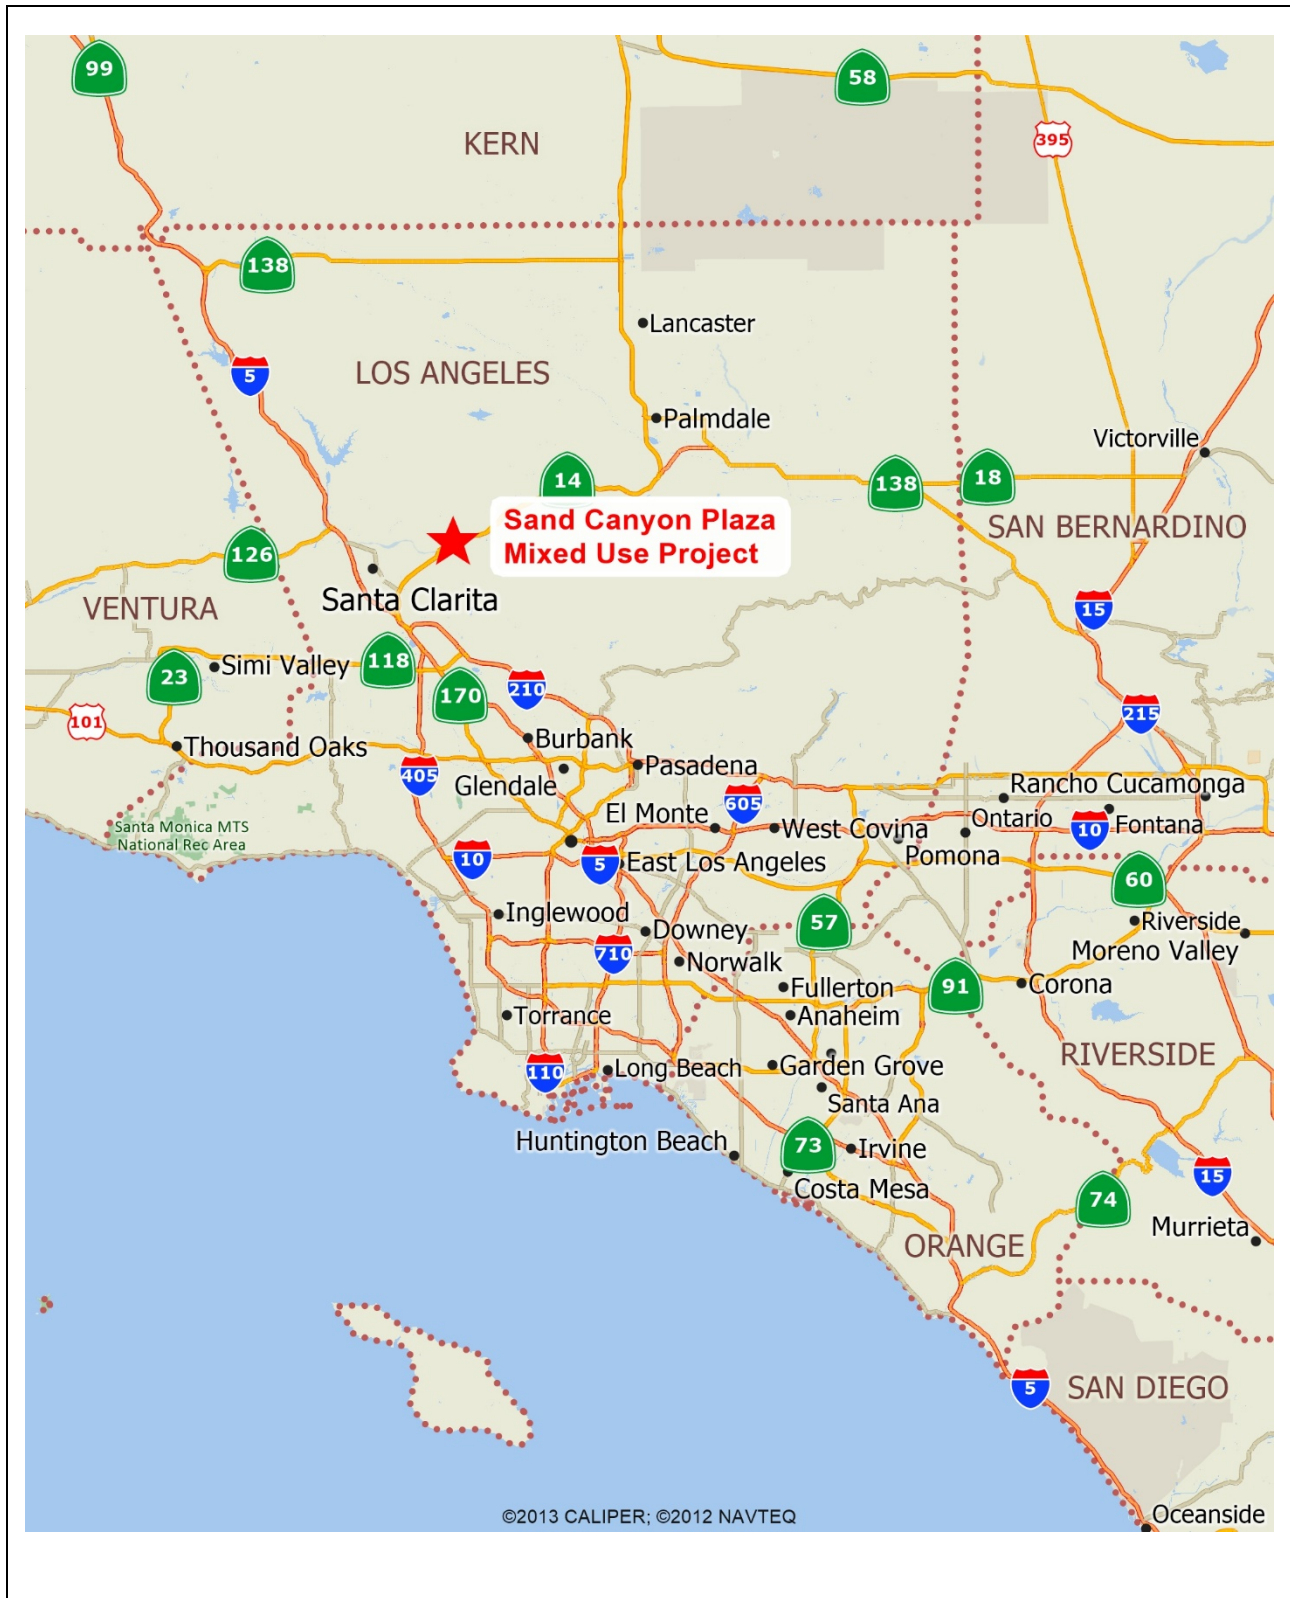 99
58
395
KERN
138
Lancaster
LOS ANGELES
5
Palmdale
Victorville
14
138
18
Sand Canyon Plaza
Mixed Use Project
SAN BERNARDINO
126
Santa Clarita
VENTURA
15
118
Simi Valley
23
170
210
101
215
Burbank
Thousand Oaks
Pasadena
405
Glendale
Rancho Cucamonga
605
El Monte
Santa Monica MTS
National Rec Area
West Covina
Ontario
10
Fontana
Pomona
10
5
East Los Angeles
60
Inglewood
57
Riverside
Downey
710
Moreno Valley
Norwalk
Fullerton
91
Corona
Torrance
Anaheim
RIVERSIDE
110
Long Beach
Garden Grove
Santa Ana
Huntington Beach
73
Irvine
15
Costa Mesa
74
Murrieta
ORANGE
5
SAN DIEGO
©2013 CALIPER; ©2012 NAVTEQ
Oceanside